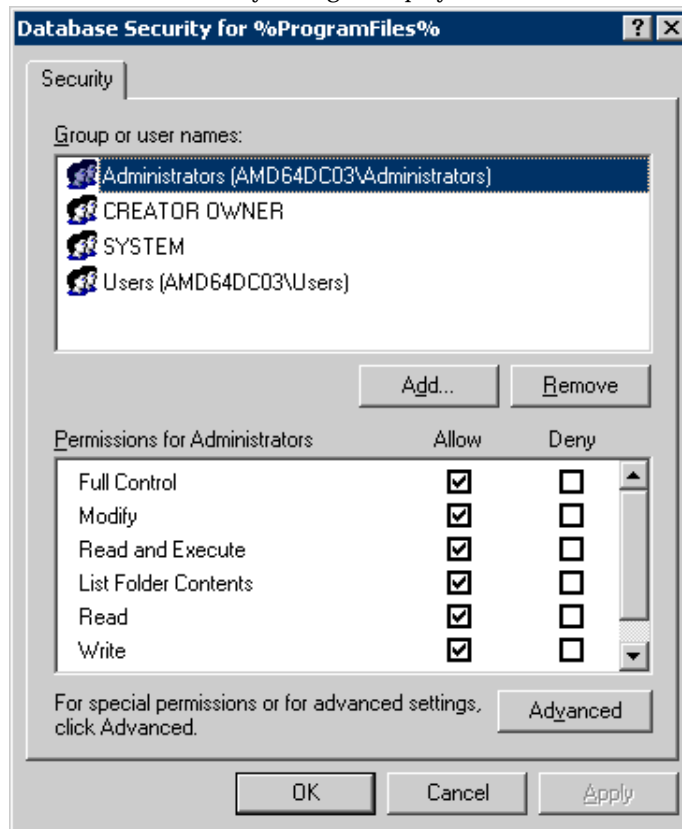 Database Security for %ProgramFiles%
Security
Group or user names:
Administrators (AMD64DC03\Administrators)
CREATOR OWNER
SYSTEM
Users (AMD64DC03\Users)
Add... Remove
Permissions for Administrators Allow Deny
Full Control
Modify
Read and Execute
List Folder Contents
Read
Write
For special permissions or for advanced settings,
click Advanced.
Advanced
OK Cancel Apply